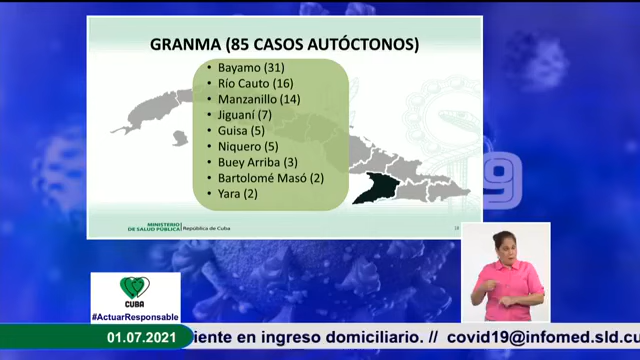 GRANMA (85 CASOS AUTÓCTONOS)
• Bayamo (31)
• Río Cauto (16)
• Manzanillo (14)
• Jiguaní (7)
• Guisa (5)
• Niquero (5)
• Buey Arriba (3)
• Bartolomé Masó (2)
• Yara (2)
9
MINISTERIO
DE SALUD PÚBLICA
República de Cuba
18
CUBA
#ActuarResponsable
01.07.2021
iente en ingreso domiciliario. // covid19@infomed.sld.cu